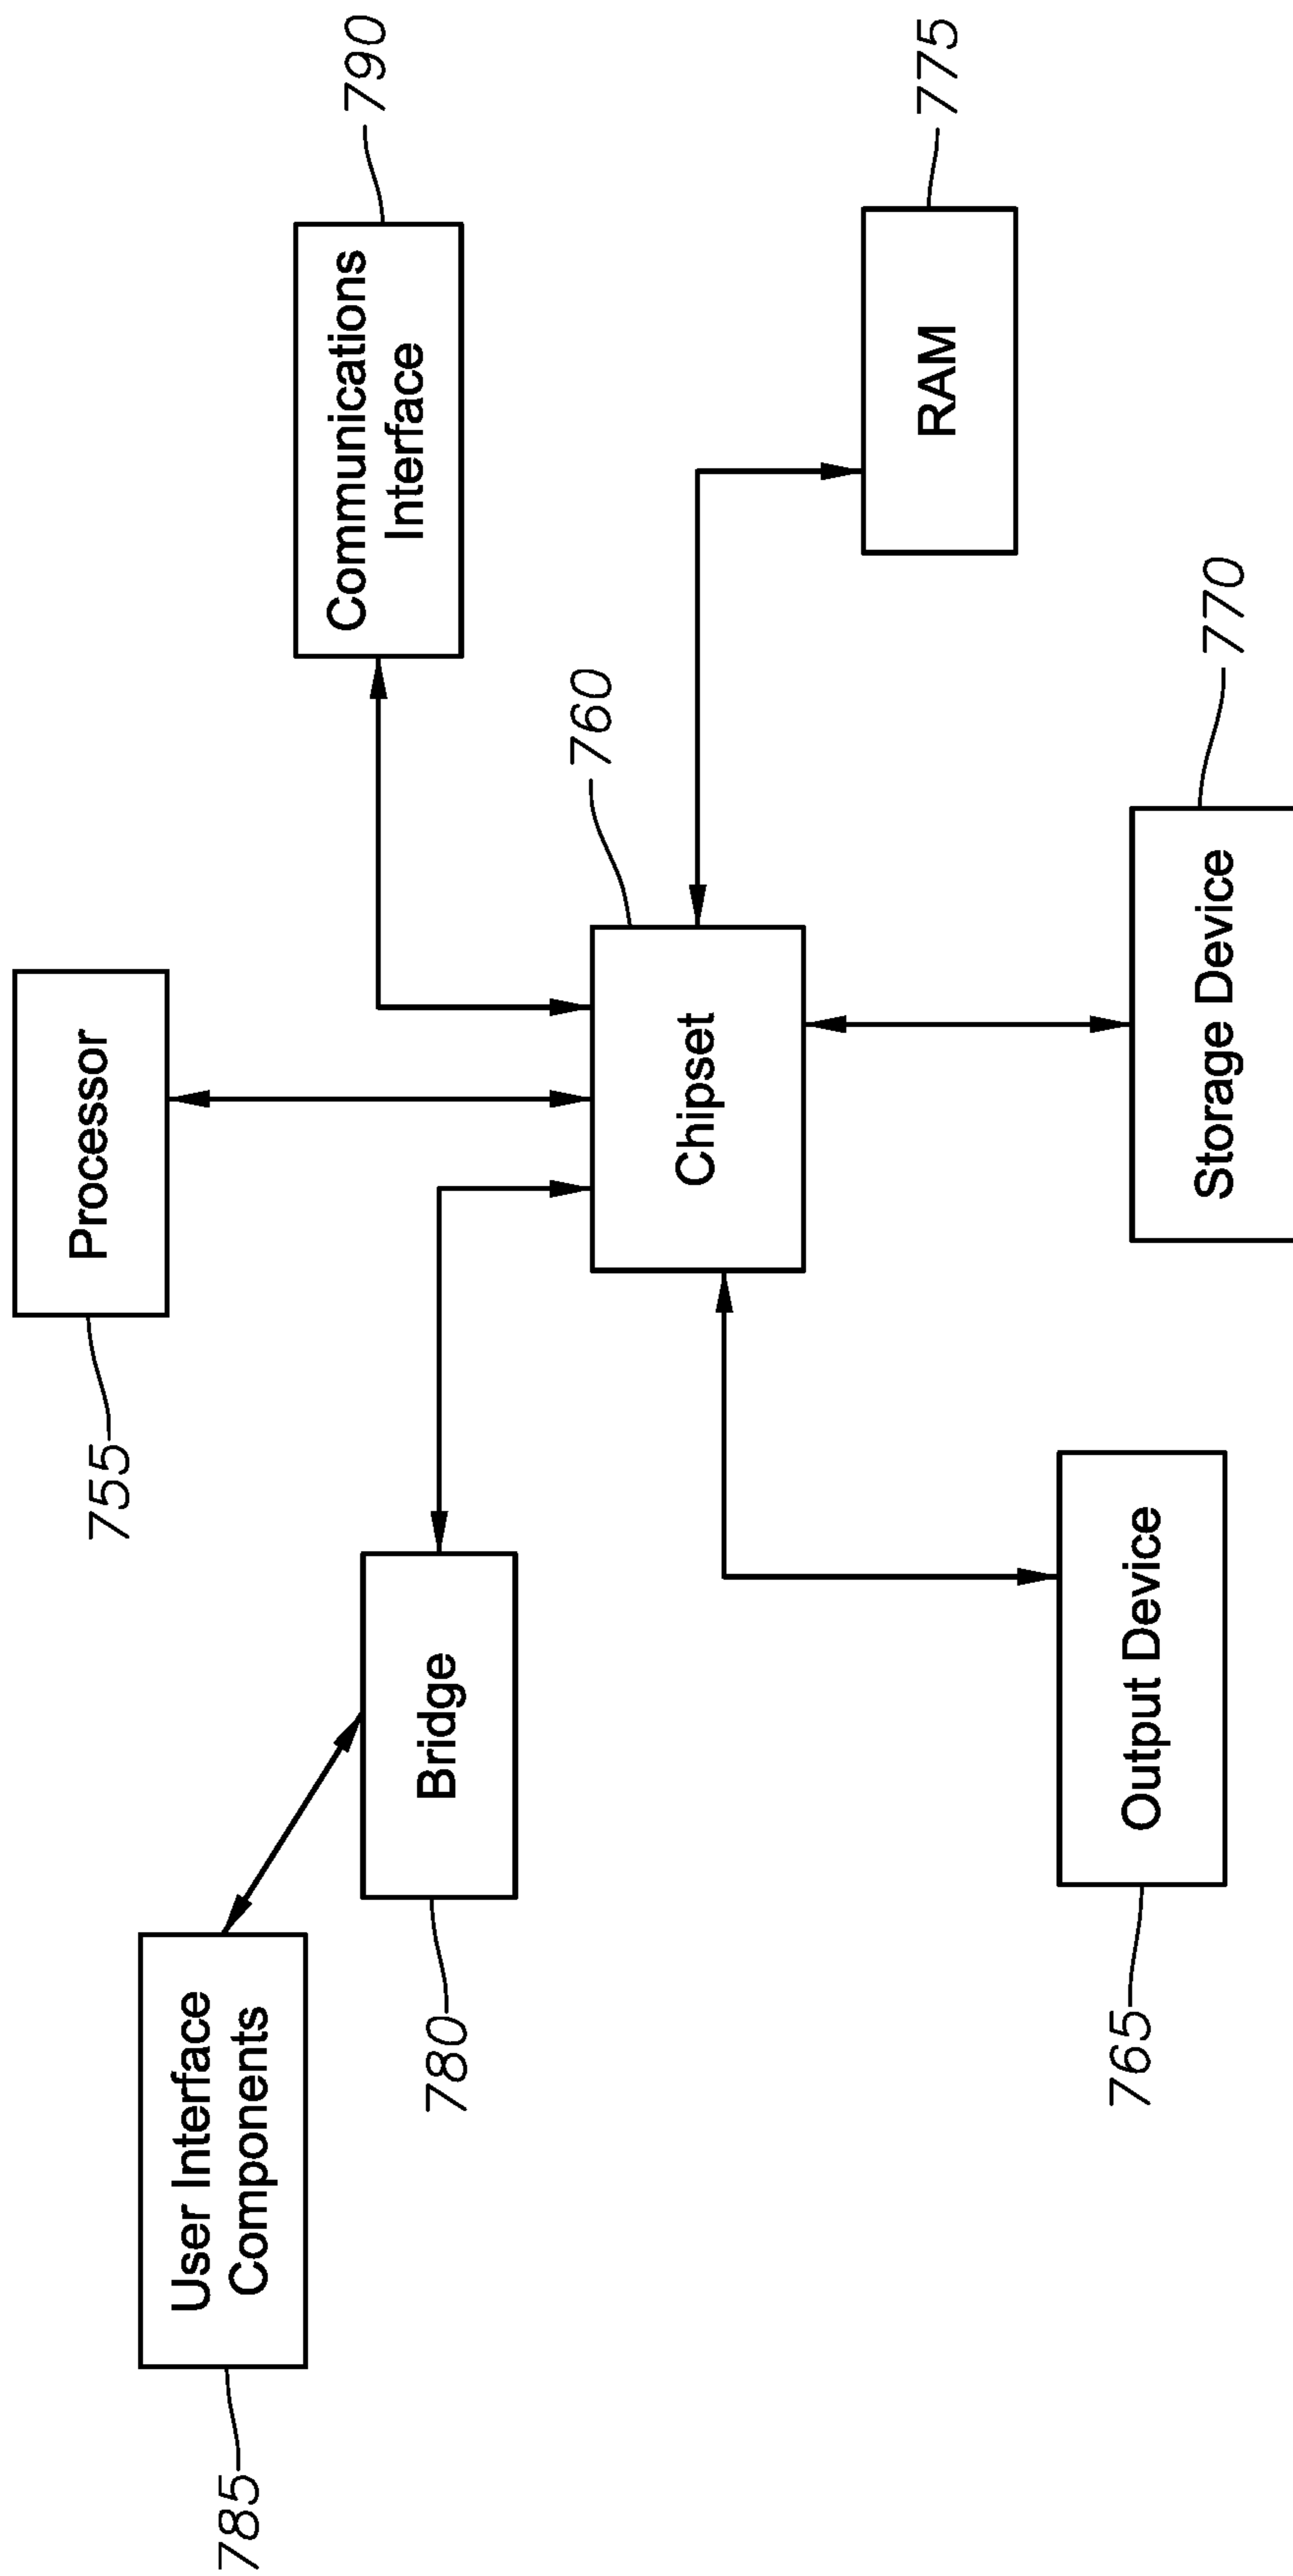 755
Processor
785
User Interface
Components
Communications
Interface
790
780
Bridge
760
Chipset
RAM
775
765
Output Device
Storage Device
770